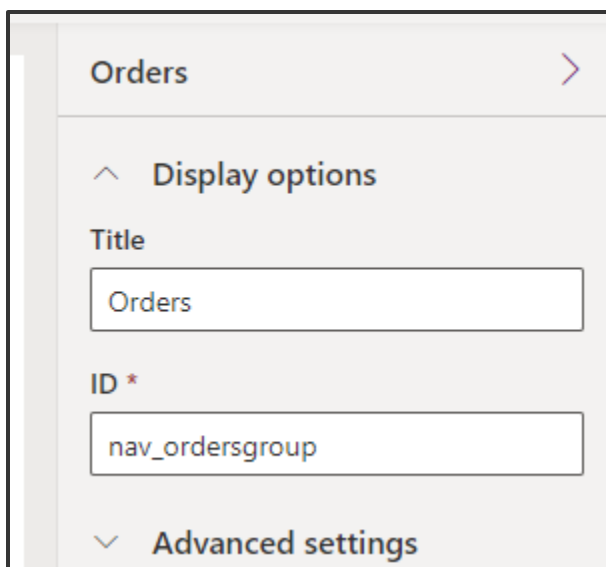 Orders
Display options
Title
Orders
ID *
nav_ordersgroup
Advanced settings